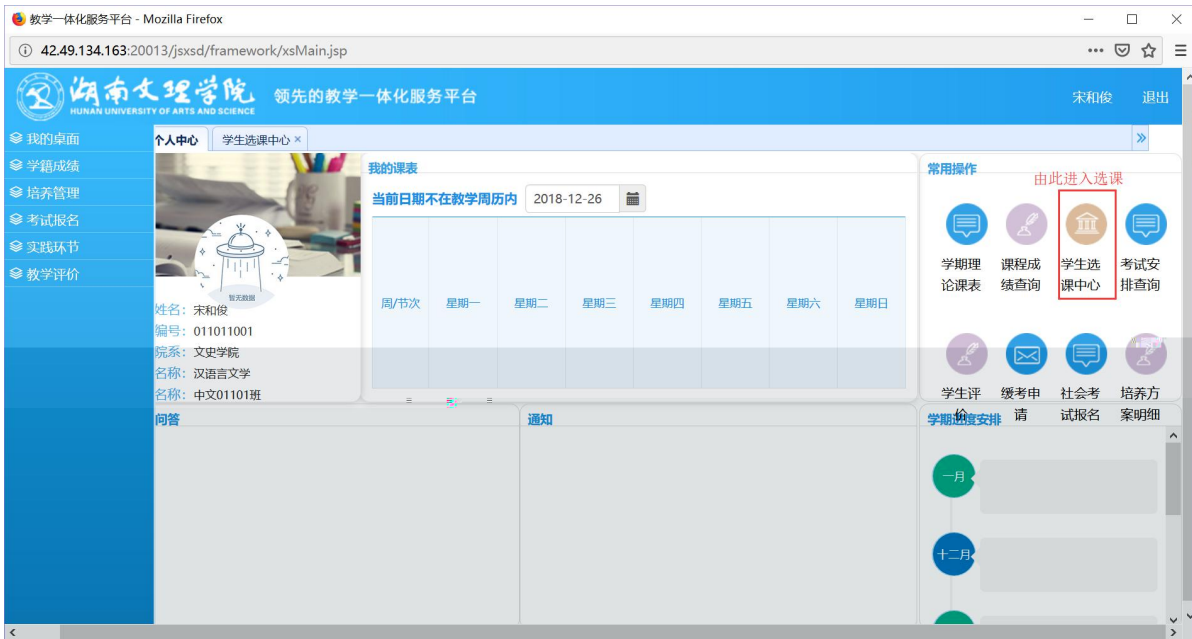 教学一体化服务平台 - Mozilla Firefox
42.49.134.163:20013/jsxsd/framework/xsMain.jsp
湖南文理学院
HUNAN UNIVERSITY OF ARTS AND SCIENCE
领先的教学一体化服务平台
宋和俊 退出
我的桌面
学籍成绩
培养管理
考试报名
实践环节
教学评价
个人中心 学生选课中心 ×
暂无数据
姓名: 宋和俊
编号: 011011001
院系: 文史学院
名称: 汉语言文学
名称: 中文01101班
我的课表
当前日期不在教学周历内 2018-12-26
周/节次 星期一 星期二 星期三 星期四 星期五 星期六 星期日
常用操作
由此进入选课
学期理论课表
课程成绩查询
学生选课中心
考试安排查询
学生评价
缓考申请
社会考试报名
培养方案明细
问答
通知
学期进度安排
一月
十二月